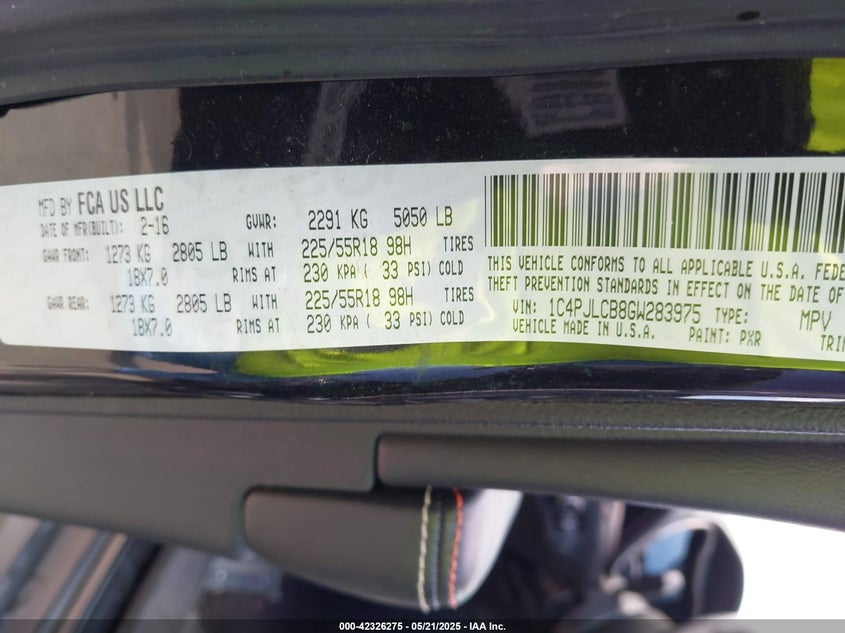 MFD BY FCA US LLC
DATE OF MFR(BUILT): 2-16 GVWR: 2291 KG 5050 LB
GAWR FRONT: 1273 KG 2805 LB WITH 225/55R18 98H TIRES
18X7.0 RIMS AT 230 KPA ( 33 PSI) COLD
GAWR REAR: 1273 KG 2805 LB WITH 225/55R18 98H TIRES
18X7.0 RIMS AT 230 KPA ( 33 PSI) COLD
THIS VEHICLE CONFORMS TO ALL APPLICABLE U.S.A. FEDE
THEFT PREVENTION STANDARDS IN EFFECT ON THE DATE OF
VIN: 1C4PJLCB8GW283975 TYPE: MPV
VEHICLE MADE IN U.S.A. PAINT: PXR TRIM
000-42326275 - 05/21/2025 - IAA Inc.